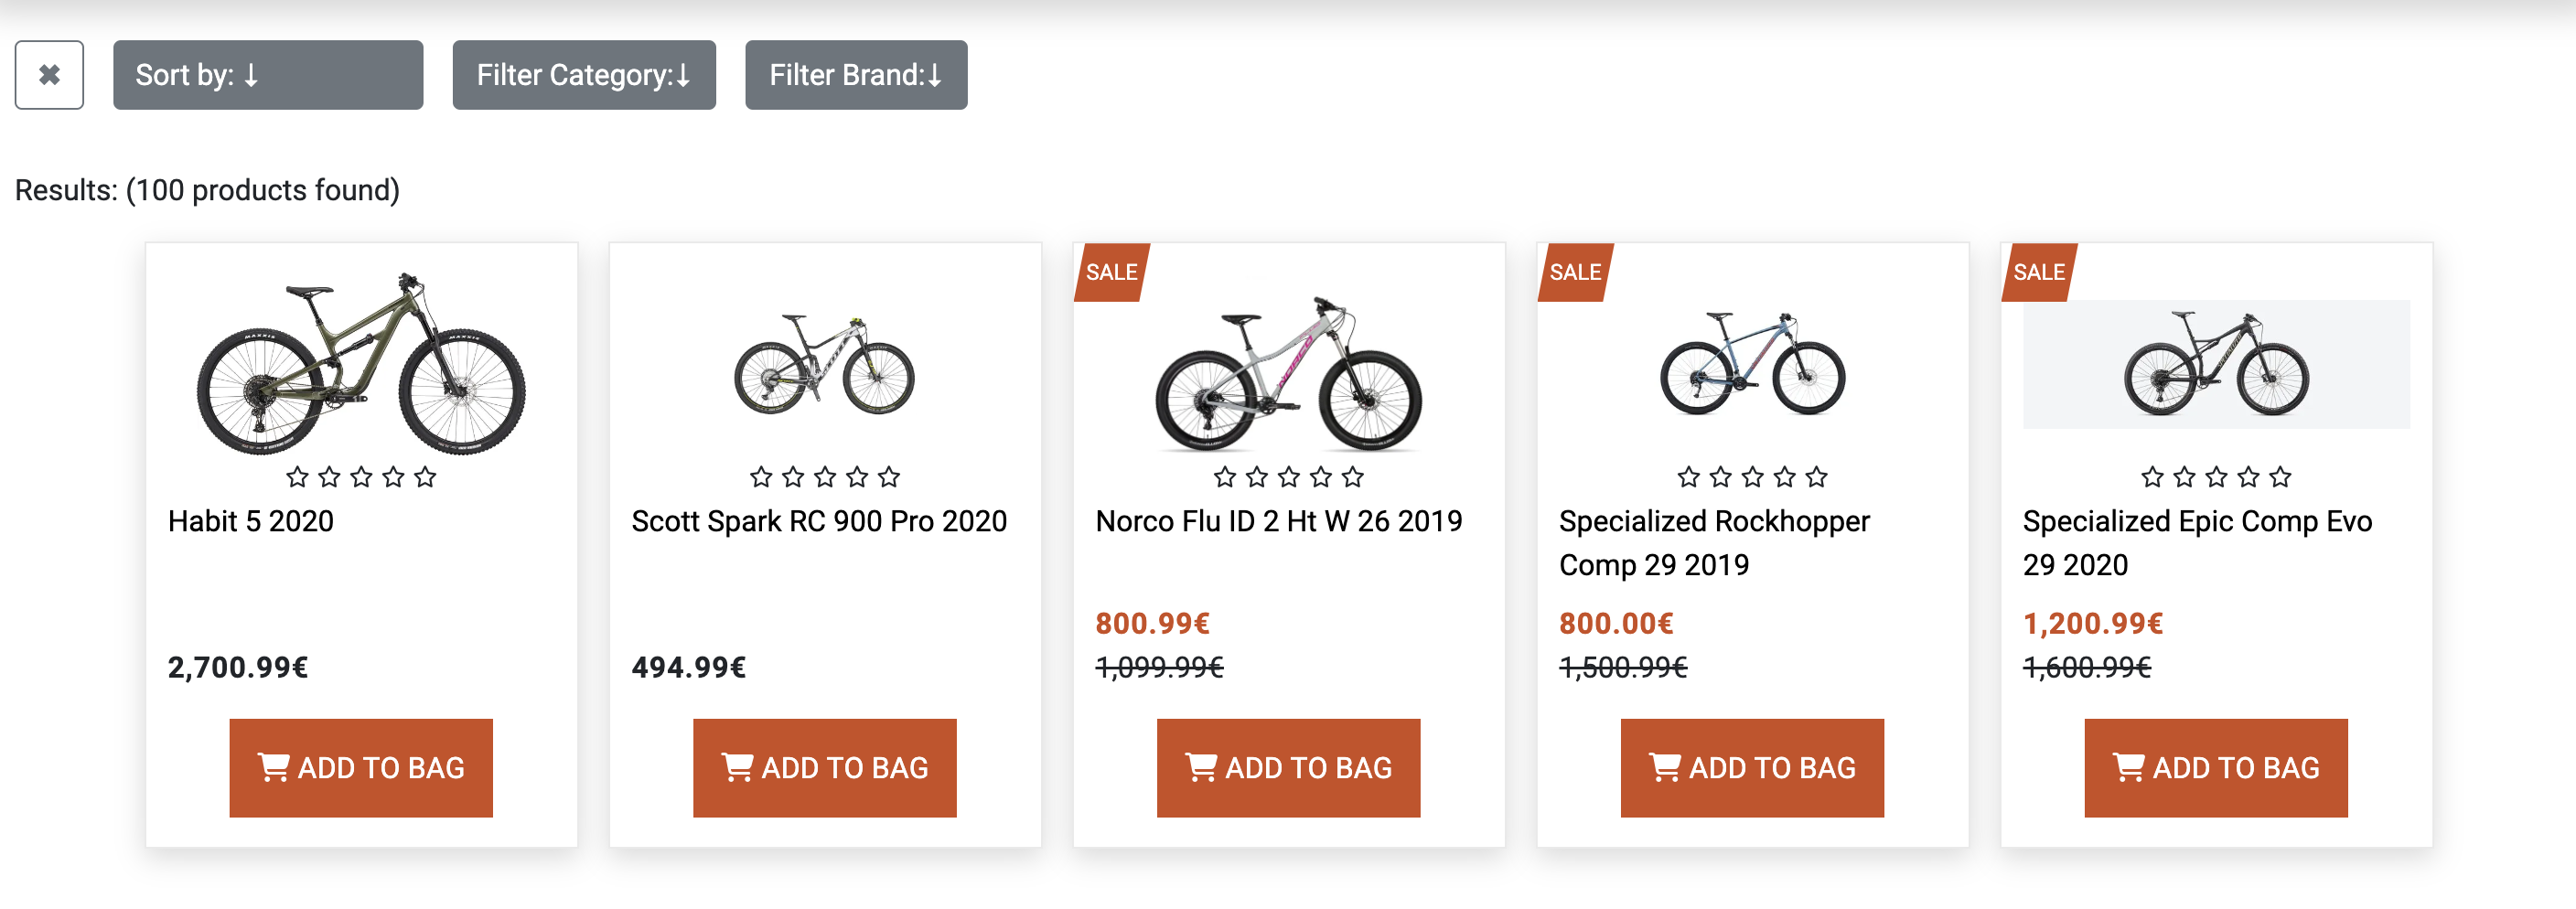 ✖
Sort by: ↓
Filter Category:↓
Filter Brand:↓
Results: (100 products found)
Habit 5 2020
2,700.99€
ADD TO BAG
SCOTT
Scott Spark RC 900 Pro 2020
494.99€
ADD TO BAG
SALE
NORCO
Norco Flu ID 2 Ht W 26 2019
800.99€
1,099.99€
ADD TO BAG
SALE
Specialized Rockhopper
Comp 29 2019
800.00€
1,500.99€
ADD TO BAG
SALE
Specialized Epic Comp Evo
29 2020
1,200.99€
1,600.99€
ADD TO BAG